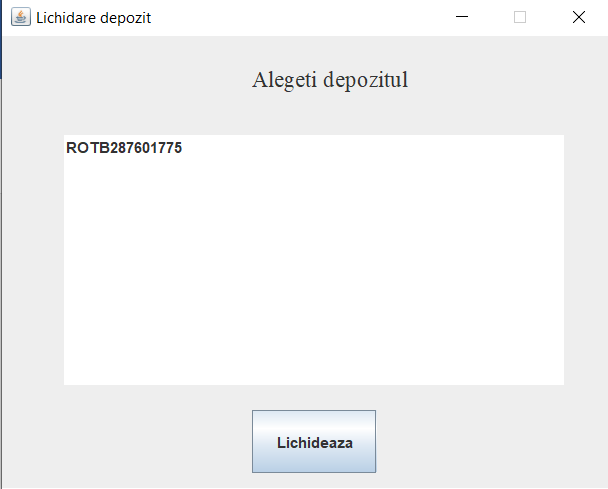 Lichidare depozit
Alegeti depozitul
ROTB287601775
Lichideaza